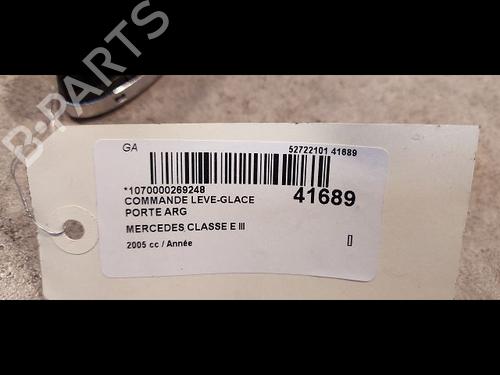 B-PARTS
GA
52722101 41689
*1070000269248
COMMANDE LEVE-GLACE
PORTE ARG
41689
MERCEDES CLASSE E III
2005 cc / Année